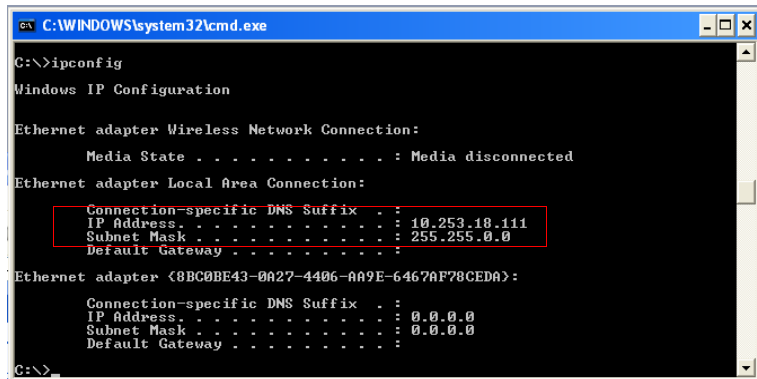 C:\WINDOWS\system32\cmd.exe
C:\>ipconfig
Windows IP Configuration
Ethernet adapter Wireless Network Connection:
Media State . . . . . . . . . . . : Media disconnected
Ethernet adapter Local Area Connection:
Connection-specific DNS Suffix  . :
IP Address. . . . . . . . . . . . : 10.253.18.111
Subnet Mask . . . . . . . . . . . : 255.255.0.0
Default Gateway . . . . . . . . . :
Ethernet adapter {8BC0BE43-0A27-4406-AA9E-6467AF78CEDA}:
Connection-specific DNS Suffix  . :
IP Address. . . . . . . . . . . . : 0.0.0.0
Subnet Mask . . . . . . . . . . . : 0.0.0.0
Default Gateway . . . . . . . . . :
C:\>_